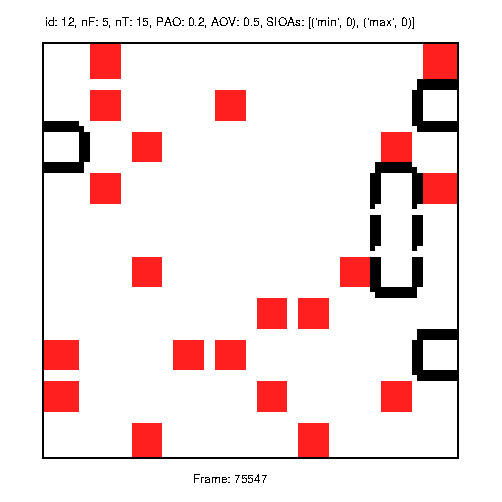 id: 12, nF: 5, nT: 15, PAO: 0.2, AOV: 0.5, SIOAs: [('min', 0), ('max', 0)]
Frame: 75547